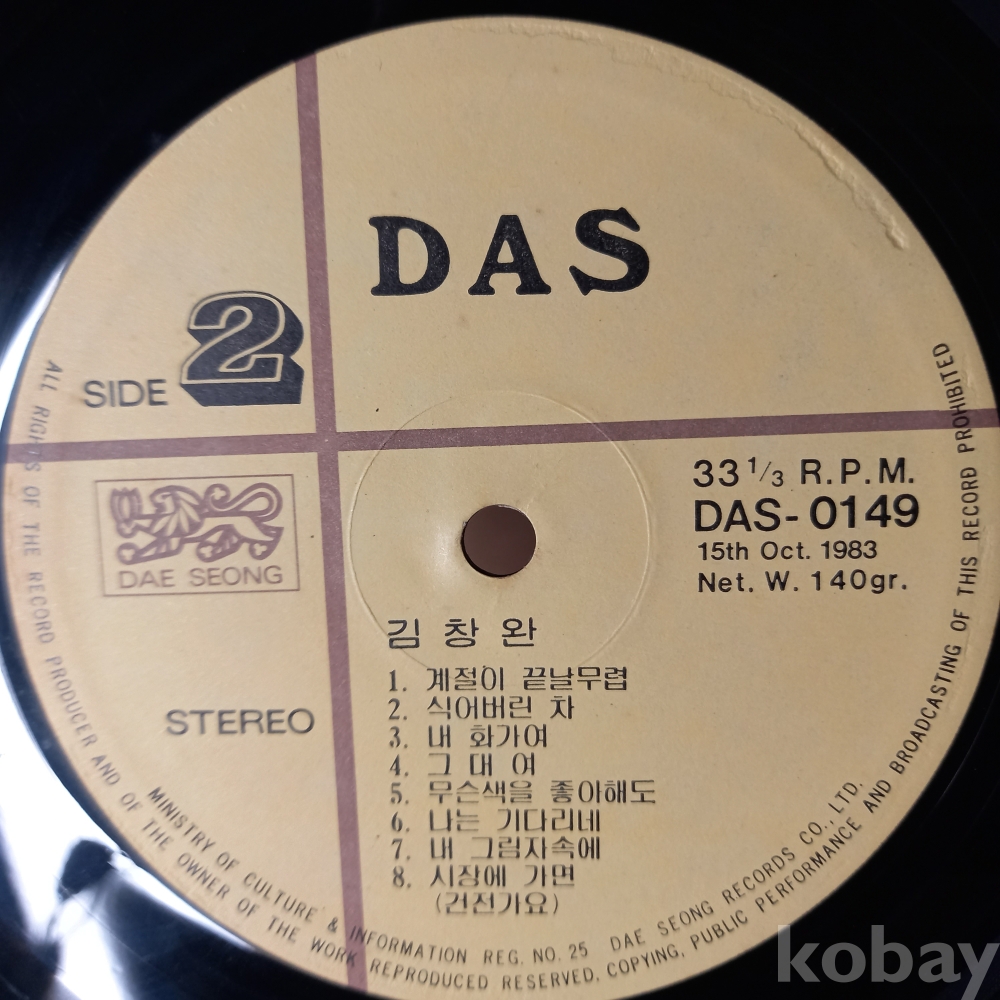 DAS
SIDE 2
DAE SEONG
STEREO
33 1/3 R.P.M.
DAS-0149
15th Oct. 1983
Net. W. 140gr.
김창완
1. 계절이 끝날무렵
2. 식어버린 차
3. 내 화가여
4. 그대여
5. 무슨색을 좋아해도
6. 나는 기다리네
7. 내 그림자속에
8. 시장에 가면
(건전가요)
MINISTRY OF CULTURE & INFORMATION REG. NO. 25 DAE SEONG RECORDS CO., LTD.
ALL RIGHTS OF THE RECORD PRODUCER AND OF THE OWNER OF THE WORK REPRODUCED RESERVED. COPYING, PUBLIC PERFORMANCE AND BROADCASTING OF THIS RECORD PROHIBITED
kobay